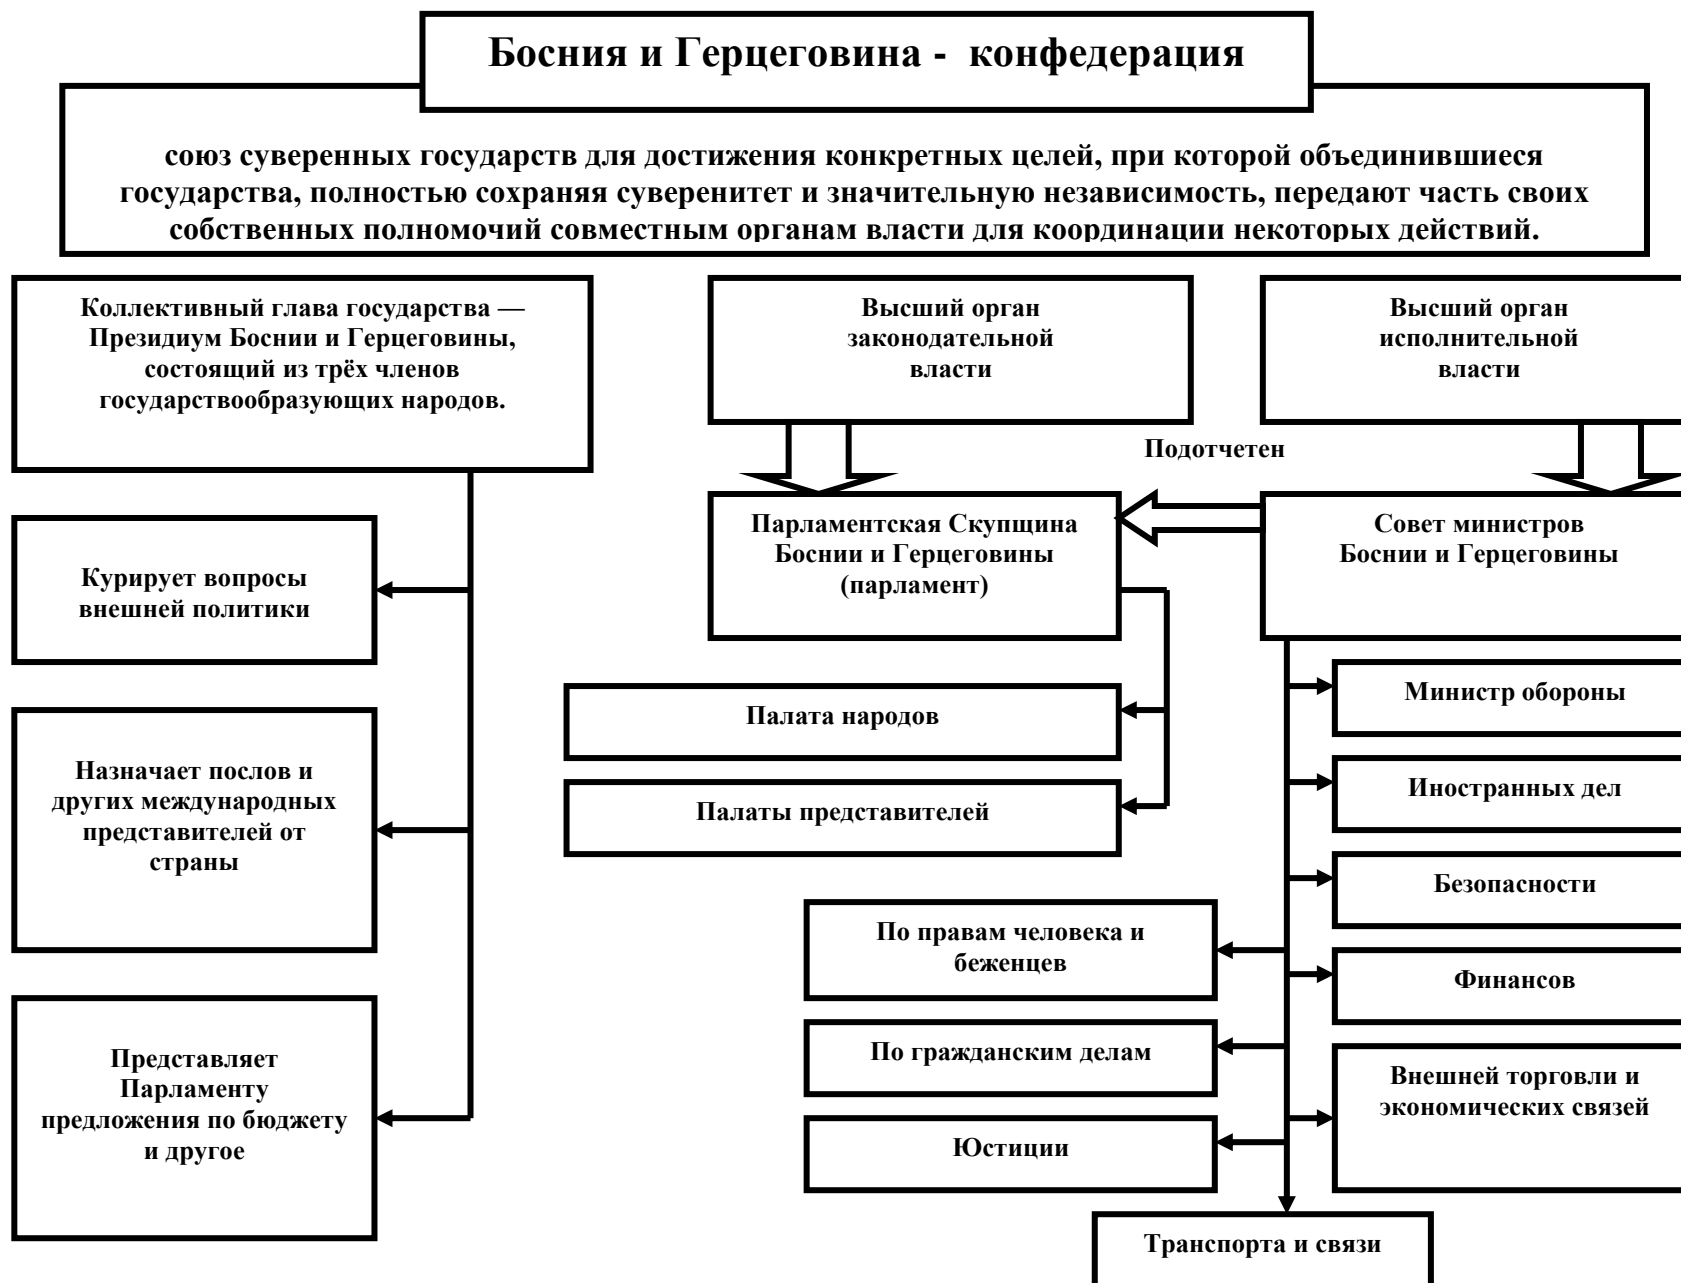 Босния и Герцеговина - конфедерация
союз суверенных государств для достижения конкретных целей, при которой объединившиеся
государства, полностью сохраняя суверенитет и значительную независимость, передают часть своих
собственных полномочий совместным органам власти для координации некоторых действий.
Коллективный глава государства —
Президиум Боснии и Герцеговины,
состоящий из трёх членов
государствообразующих народов.
Высший орган
законодательной
власти
Высший орган
исполнительной
власти
Подотчетен
Парламентская Скупщина
Боснии и Герцеговины
(парламент)
Совет министров
Боснии и Герцеговины
Курирует вопросы
внешней политики
Назначает послов и
других международных
представителей от
страны
Представляет
Парламенту
предложения по бюджету
и другое
Палата народов
Палаты представителей
Министр обороны
Иностранных дел
Безопасности
Финансов
Внешней торговли и
экономических связей
По правам человека и
беженцев
По гражданским делам
Юстиции
Транспорта и связи